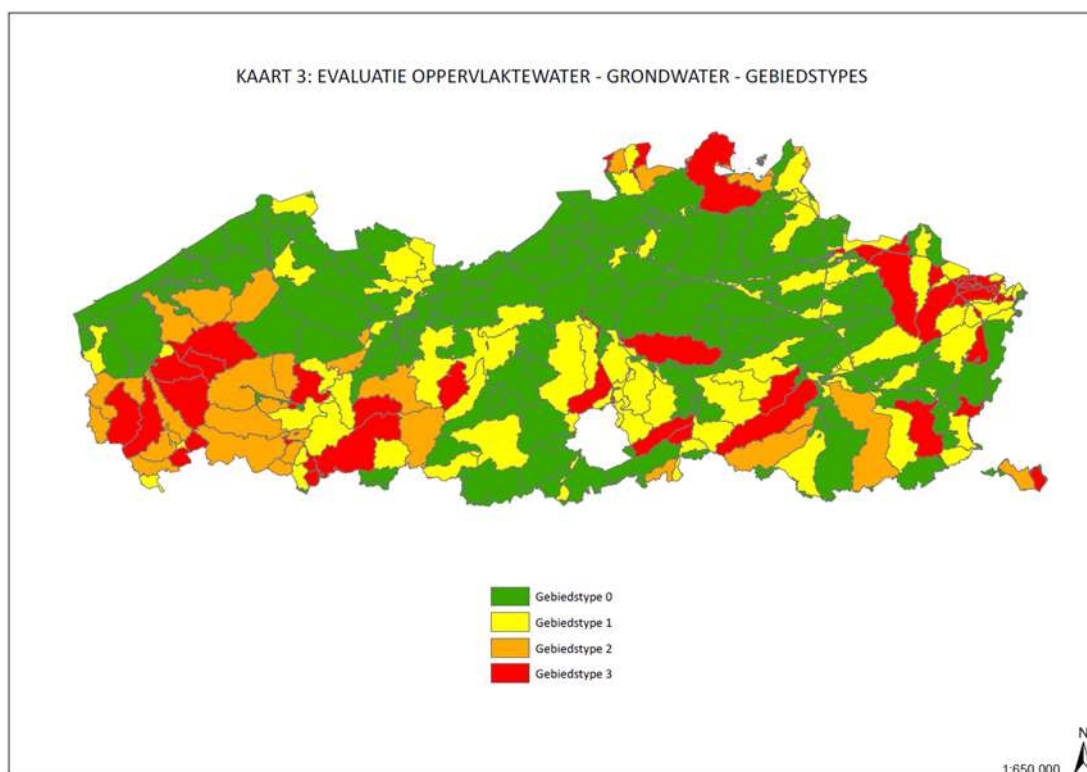 KAART 3: EVALUATIE OPPERVLAKTEWATER - GRONDWATER - GEBIEDSTYPES
Gebiedstype 0
Gebiedstype 1
Gebiedstype 2
Gebiedstype 3
N
1:650.000